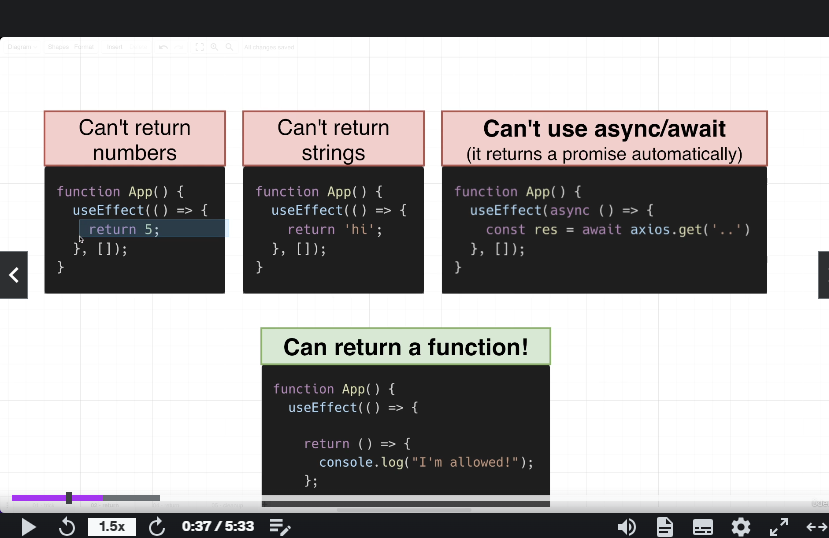 Can't return
numbers
function App() {
useEffect(() => {
return 5;
}, []);
}
Can't return
strings
function App() {
useEffect(() => {
return 'hi';
}, []);
}
Can't use async/await
(it returns a promise automatically)
function App() {
useEffect(async () => {
const res = await axios.get('..')
}, []);
}
Can return a function!
function App() {
useEffect(() => {
return () => {
console.log("I'm allowed!");
};
1.5x
0:37 / 5:33